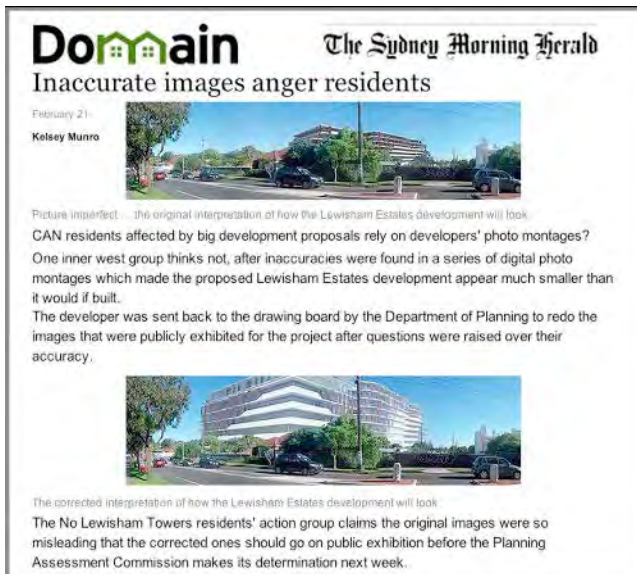 Domain
The Sydney Morning Herald
Inaccurate images anger residents
February 21
Kelsey Munro
Picture imperfect ... the original interpretation of how the Lewisham Estates development will look
CAN residents affected by big development proposals rely on developers' photo montages?
One inner west group thinks not, after inaccuracies were found in a series of digital photo
montages which made the proposed Lewisham Estates development appear much smaller than
it would if built.
The developer was sent back to the drawing board by the Department of Planning to redo the
images that were publicly exhibited for the project after questions were raised over their
accuracy.
The corrected interpretation of how the Lewisham Estates development will look
The No Lewisham Towers residents' action group claims the original images were so
misleading that the corrected ones should go on public exhibition before the Planning
Assessment Commission makes its determination next week.